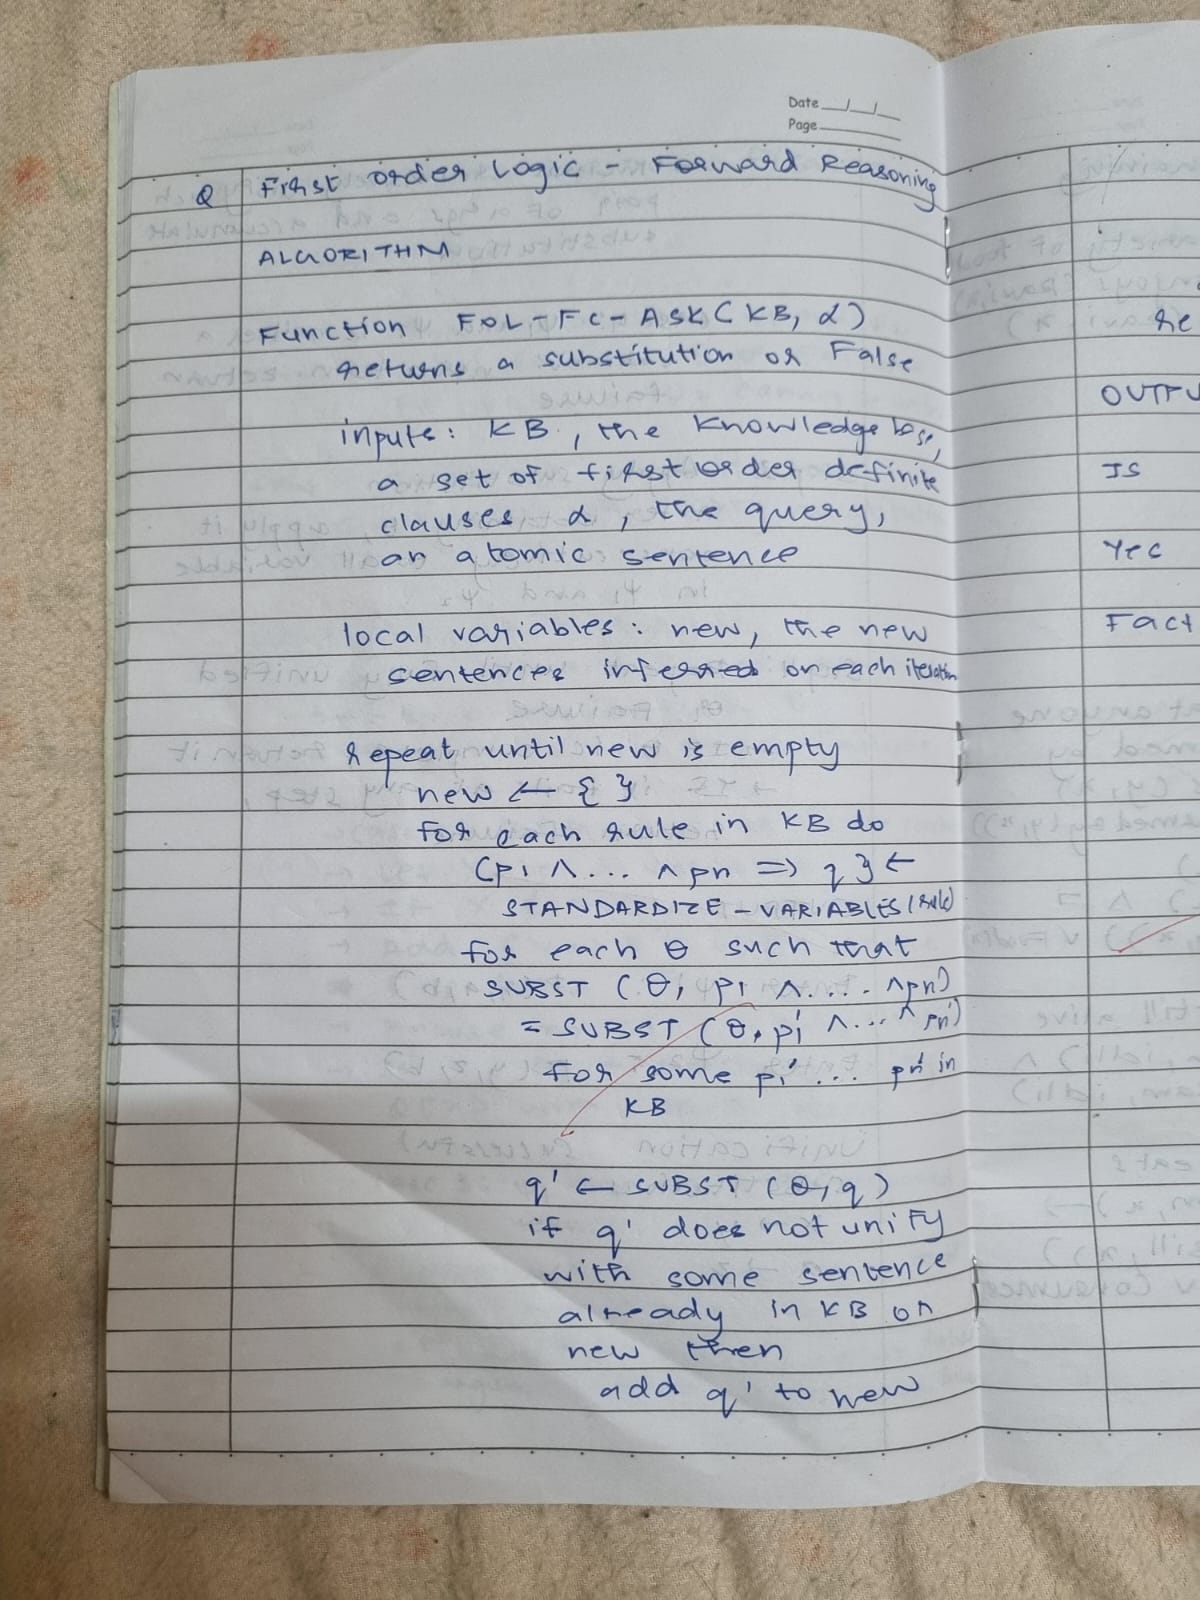 Date __/__/__
Page
Q First order Logic - Forward Reasoning
ALGORITHM
Function FOL-FC-ASK(KB, α)
returns a substitution or False
inputs: KB, the knowledge base,
a set of first order definite
clauses α, the query,
an atomic sentence
local variables: new, the new
sentences inferred on each iteration
repeat until new is empty
new ← { }
for each rule in KB do
(p1 ∧ ... ∧ pn => q } ←
STANDARDIZE - VARIABLES(rule)
for each θ such that
SUBST (θ, p1 ∧ .... ∧pn)
= SUBST (θ, p1' ∧...∧ pn')
for some p1' ... pn' in
KB
q' ← SUBST (θ, q)
if q' does not unify
with some sentence
already in KB or
new then
add q' to new
re
OUTPU
IS
Yes
Fact